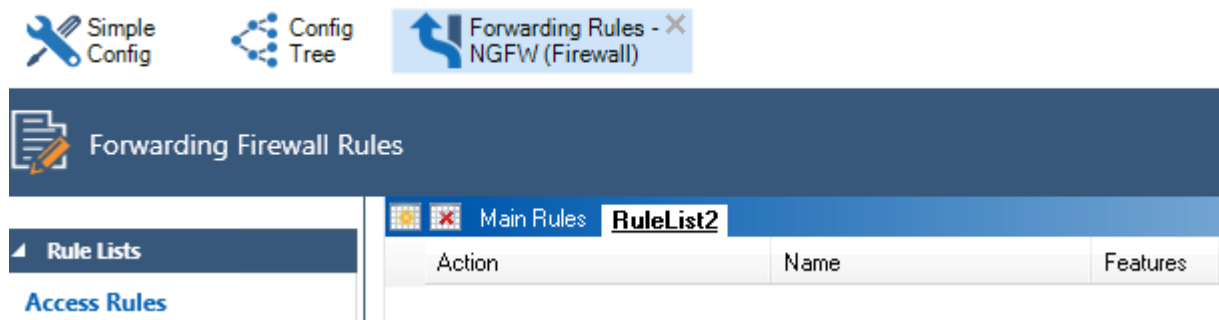 Simple
Config
Config
Tree
Forwarding Rules -
NGFW (Firewall)
Forwarding Firewall Rules
Main Rules RuleList2
Rule Lists
Action Name Features
Access Rules